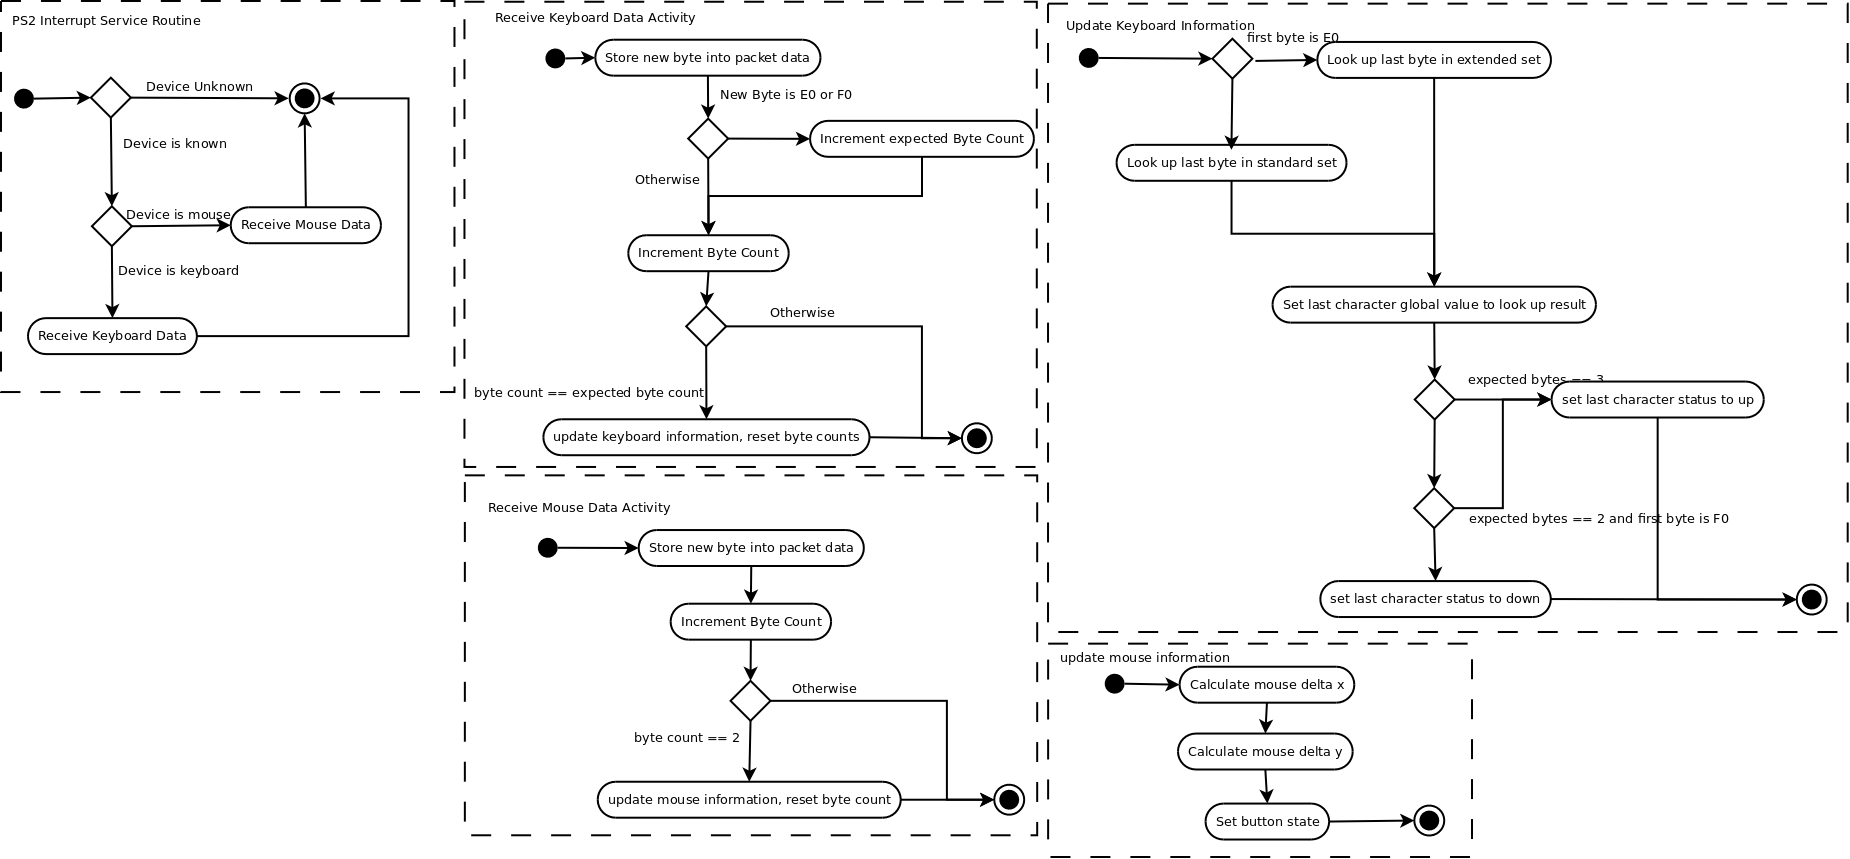 PS2 Interrupt Service Routine
Device Unknown
Device is known
Device is mouse
Receive Mouse Data
Device is keyboard
Receive Keyboard Data
Receive Keyboard Data Activity
Store new byte into packet data
New Byte is E0 or F0
Increment expected Byte Count
Otherwise
Increment Byte Count
Otherwise
byte count == expected byte count
update keyboard information, reset byte counts
Receive Mouse Data Activity
Store new byte into packet data
Increment Byte Count
Otherwise
byte count == 2
update mouse information, reset byte count
Update Keyboard Information
first byte is E0
Look up last byte in extended set
Look up last byte in standard set
Set last character global value to look up result
expected bytes == 3
set last character status to up
expected bytes == 2 and first byte is F0
set last character status to down
update mouse information
Calculate mouse delta x
Calculate mouse delta y
Set button state